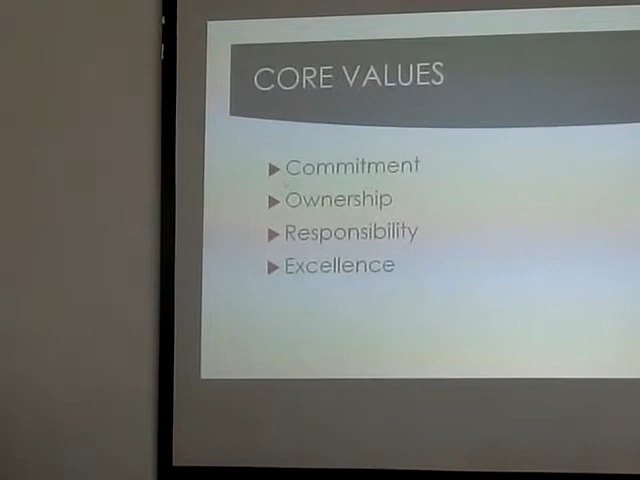 CORE VALUES
Commitment
Ownership
Responsibility
Excellence